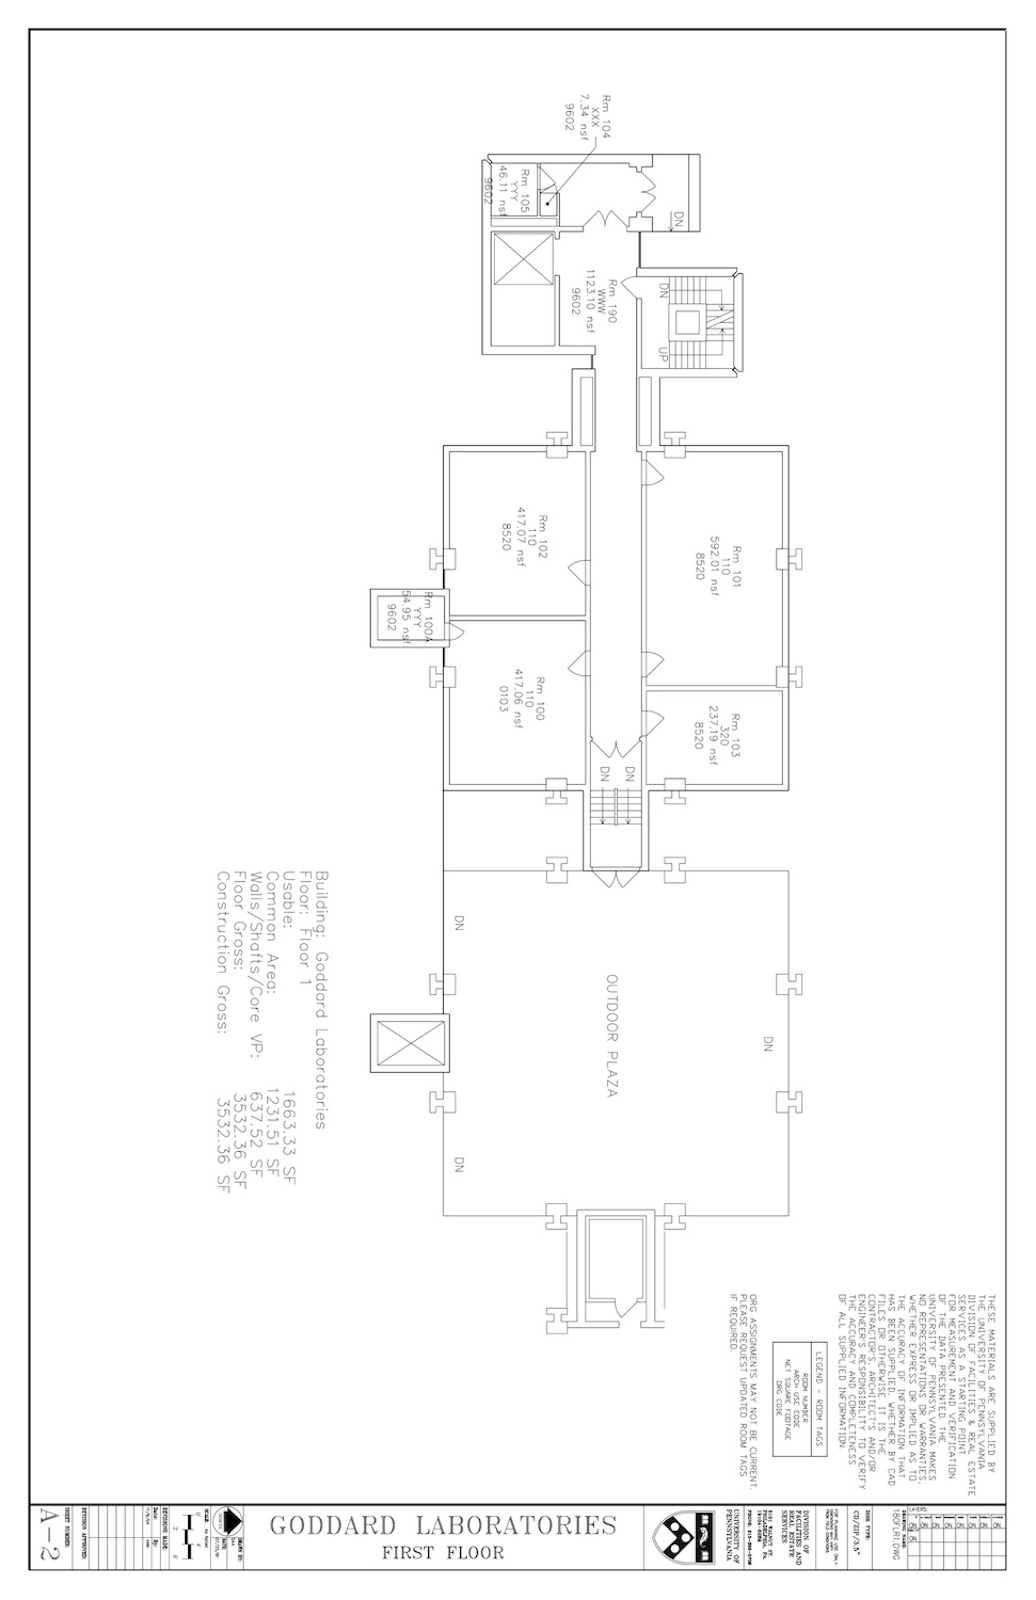 Rm 104
XXX
7.34 nsf
9602
Rm 105
YYY
46.11 nsf
9602
DN
Rm 190
WWW
1123.10 nsf
9602
DN
UP
Rm 102
110
417.07 nsf
8520
Rm 101
110
592.01 nsf
8520
Rm 100A
YYY
54.95 nsf
9602
Rm 100
110
417.06 nsf
0103
Rm 103
320
237.19 nsf
8520
DN
DN
Building: Goddard Laboratories
Floor: Floor 1
Usable: 1663.33 SF
Common Area: 1231.51 SF
Walls/Shafts/Core VP: 637.52 SF
Floor Gross: 3532.36 SF
Construction Gross: 3532.36 SF
DN
OUTDOOR PLAZA
DN
DN
THESE MATERIALS ARE SUPPLIED BY
THE UNIVERSITY OF PENNSYLVANIA
DIVISION OF FACILITIES & REAL ESTATE
SERVICES AS A STARTING POINT
FOR MEASUREMENT AND VERIFICATION
OF THE DATA PRESENTED. THE
UNIVERSITY OF PENNSYLVANIA MAKES
NO REPRESENTATIONS OR WARRANTIES,
WHETHER EXPRESS OR IMPLIED AS TO
THE ACCURACY OF INFORMATION THAT
HAS BEEN SUPPLIED, WHETHER BY CAD
FILES OR OTHERWISE. IT IS THE
CONTRACTOR'S, ARCHITECT'S AND/OR
ENGINEER'S RESPONSIBILITY TO VERIFY
THE ACCURACY AND COMPLETENESS
OF ALL SUPPLIED INFORMATION.
LEGEND - ROOM TAGS
ROOM NUMBER
ARCH USE CODE
NET SQUARE FOOTAGE
ORG CODE
ORG ASSIGNMENTS MAY NOT BE CURRENT.
PLEASE REQUEST UPDATED ROOM TAGS
IF REQUIRED.
A-2
SHEET NUMBER:
REVISION APPROVED:
REVISIONS MADE:
Date: By:
SCALE: As Noted
DRAWN BY:
DATE:
GODDARD LABORATORIES
FIRST FLOOR
UNIVERSITY OF
PENNSYLVANIA
DIVISION OF
FACILITIES AND
REAL ESTATE
SERVICES
3101 WALNUT ST.
PHILADELPHIA, PA.
DISK TYPE:
CD/ZIP/3.5"
DRAWING NAME:
180FLR1.DWG
LAYERS: